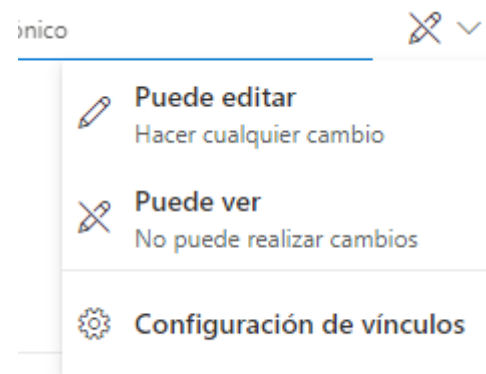 ónico
Puede editar
Hacer cualquier cambio
Puede ver
No puede realizar cambios
Configuración de vínculos